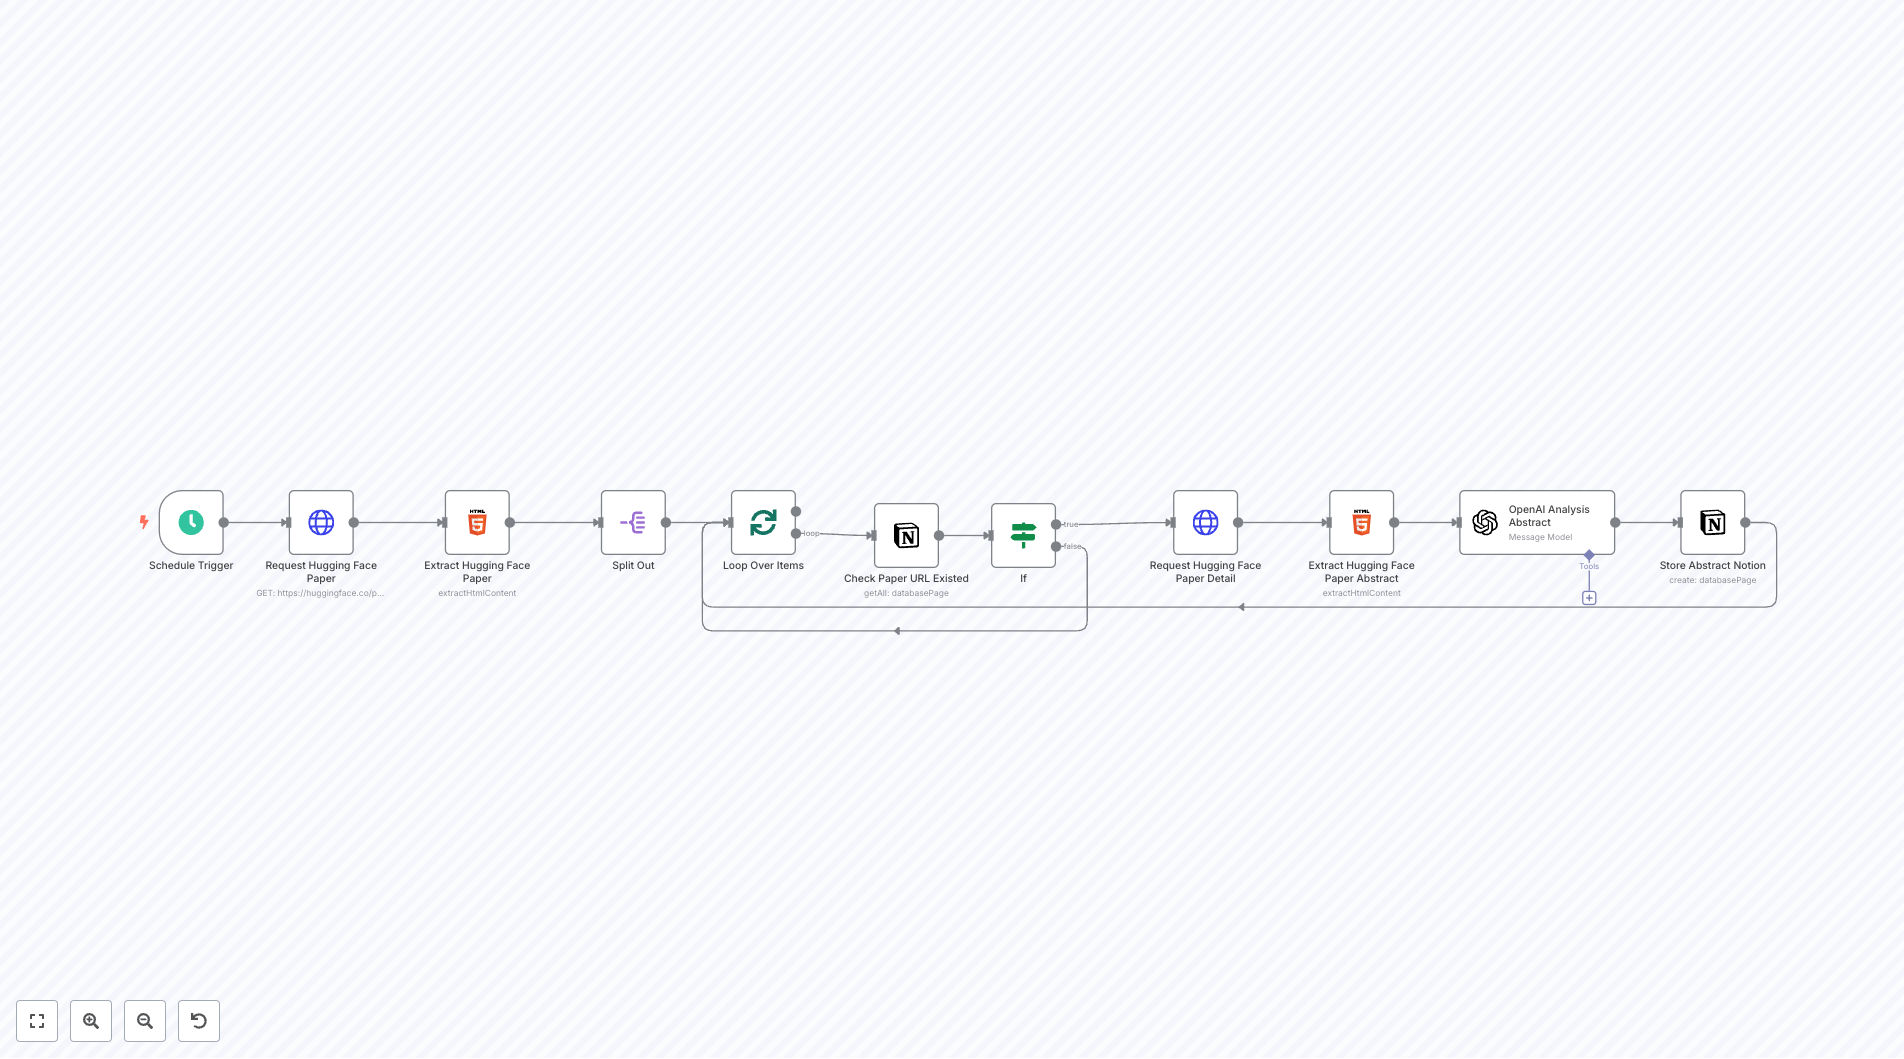 Schedule Trigger
Request Hugging Face
Paper
GET: https://huggingface.co/p...
HTML
Extract Hugging Face
Paper
extractHtmlContent
Split Out
Loop Over Items
loop
Check Paper URL Existed
getAll: databasePage
If
true
false
Request Hugging Face
Paper Detail
HTML
Extract Hugging Face
Paper Abstract
extractHtmlContent
OpenAI Analysis
Abstract
Message Model
Tools
Store Abstract Notion
create: databasePage